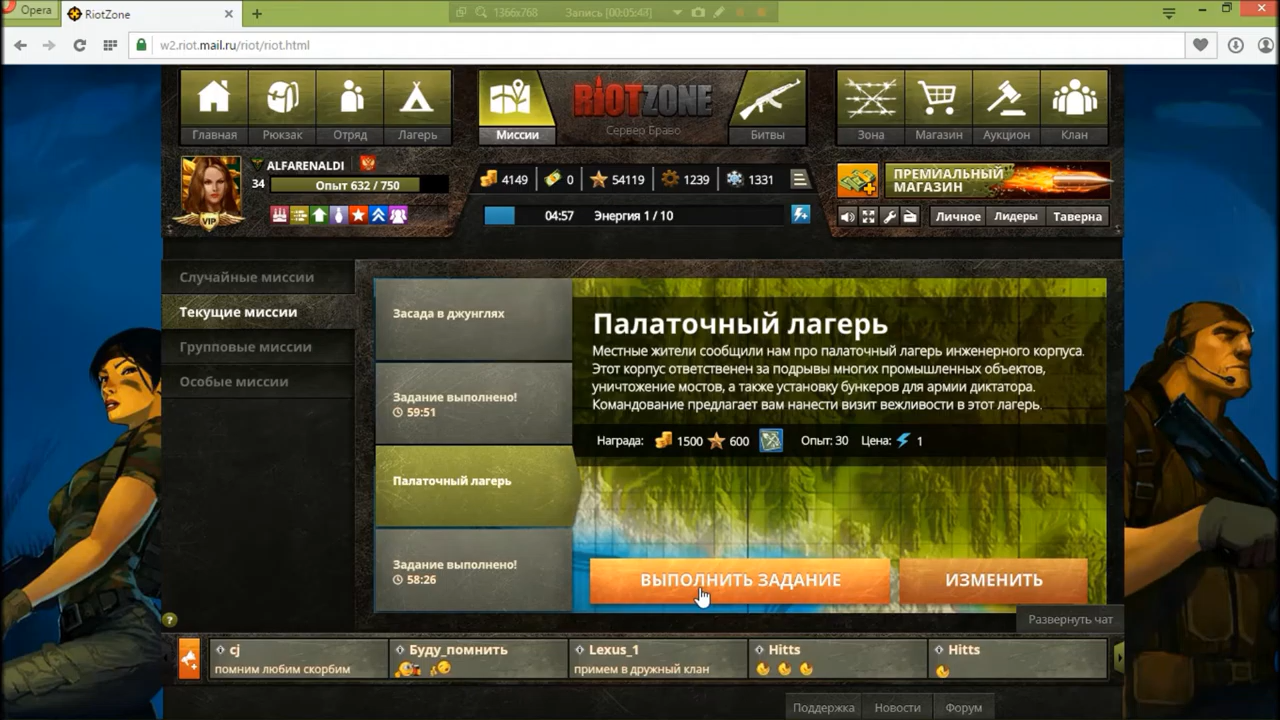 Opera
RiotZone
1366x768
Запись [00:05:43]
w2.riot.mail.ru/riot/riot.html
Главная
Рюкзак
Отряд
Лагерь
Миссии
RIOTZONE
Сервер Браво
Битвы
Зона
Магазин
Аукцион
Клан
ALFARENALDI
34
Опыт 632 / 750
VIP
4149
0
54119
1239
1331
04:57 Энергия 1 / 10
ПРЕМИАЛЬНЫЙ
МАГАЗИН
Личное
Лидеры
Таверна
Случайные миссии
Текущие миссии
Групповые миссии
Особые миссии
Засада в джунглях
Задание выполнено!
59:51
Палаточный лагерь
Задание выполнено!
58:26
Палаточный лагерь
Местные жители сообщили нам про палаточный лагерь инженерного корпуса.
Этот корпус ответственен за подрывы многих промышленных объектов,
уничтожение мостов, а также установку бункеров для армии диктатора.
Командование предлагает вам нанести визит вежливости в этот лагерь.
Награда: 1500 600 Опыт: 30 Цена: 1
ВЫПОЛНИТЬ ЗАДАНИЕ
ИЗМЕНИТЬ
Развернуть чат
cj
помним любим скорбим
Буду_помнить
Lexus_1
примем в дружный клан
Hitts
Hitts
Поддержка
Новости
Форум